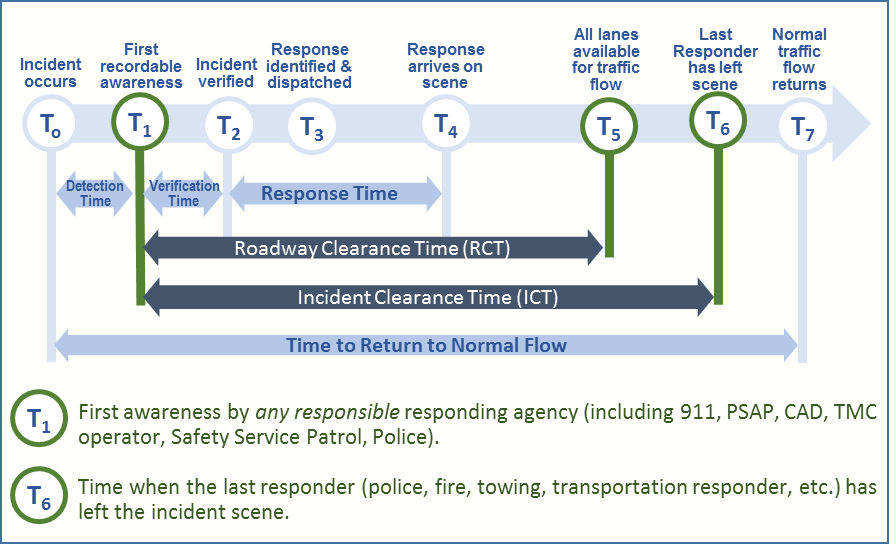 Incident
occurs
First
recordable
awareness
Incident
verified
Response
identified &
dispatched
Response
arrives on
scene
All lanes
available
for traffic
flow
Last
Responder
has left
scene
Normal
traffic
flow
returns
To
T1
T2
T3
T4
T5
T6
T7
Detection
Time
Verification
Time
Response Time
Roadway Clearance Time (RCT)
Incident Clearance Time (ICT)
Time to Return to Normal Flow
T1
First awareness by any responsible responding agency (including 911, PSAP, CAD, TMC
operator, Safety Service Patrol, Police).
T6
Time when the last responder (police, fire, towing, transportation responder, etc.) has
left the incident scene.